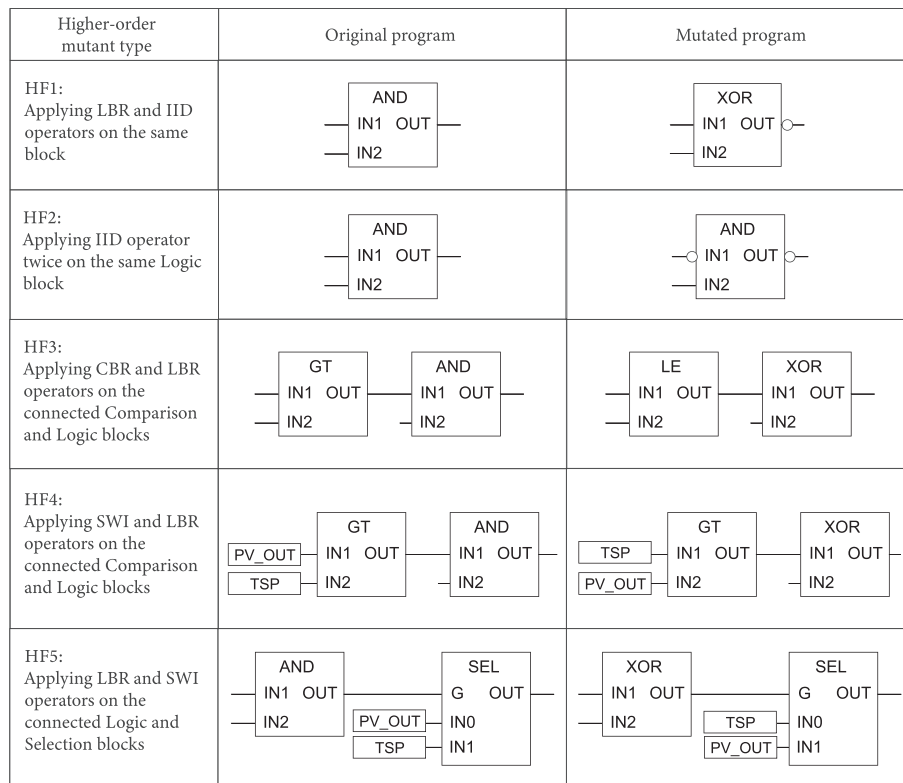 Higher-order
mutant type
Original program
Mutated program
HF1:
Applying LBR and IID
operators on the same
block
AND
IN1 OUT
IN2
XOR
IN1 OUT
IN2
HF2:
Applying IID operator
twice on the same Logic
block
AND
IN1 OUT
IN2
AND
IN1 OUT
IN2
HF3:
Applying CBR and LBR
operators on the
connected Comparison
and Logic blocks
GT
IN1 OUT
IN2
AND
IN1 OUT
IN2
LE
IN1 OUT
IN2
XOR
IN1 OUT
IN2
HF4:
Applying SWI and LBR
operators on the
connected Comparison
and Logic blocks
PV_OUT
TSP
GT
IN1 OUT
IN2
AND
IN1 OUT
IN2
TSP
PV_OUT
GT
IN1 OUT
IN2
XOR
IN1 OUT
IN2
HF5:
Applying LBR and SWI
operators on the
connected Logic and
Selection blocks
AND
IN1 OUT
IN2
PV_OUT
TSP
SEL
G OUT
IN0
IN1
XOR
IN1 OUT
IN2
TSP
PV_OUT
SEL
G OUT
IN0
IN1